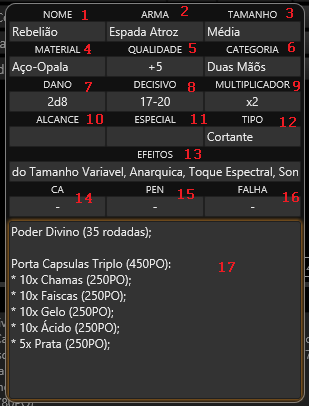 NOME 1 ARMA 2 TAMANHO 3
Rebelião Espada Atroz Média
MATERIAL 4 QUALIDADE 5 CATEGORIA 6
Aço-Opala +5 Duas Mãõs
DANO 7 DECISIVO 8 MULTIPLICADOR 9
2d8 17-20 x2
ALCANCE 10 ESPECIAL 11 TIPO 12
Cortante
EFEITOS 13
do Tamanho Variavel, Anarquica, Toque Espectral, Son
CA 14 PEN 15 FALHA 16
- - -
Poder Divino (35 rodadas);
Porta Capsulas Triplo (450PO): 17
* 10x Chamas (250PO);
* 10x Faiscas (250PO);
* 10x Gelo (250PO);
* 10x Ácido (250PO);
* 5x Prata (250PO);